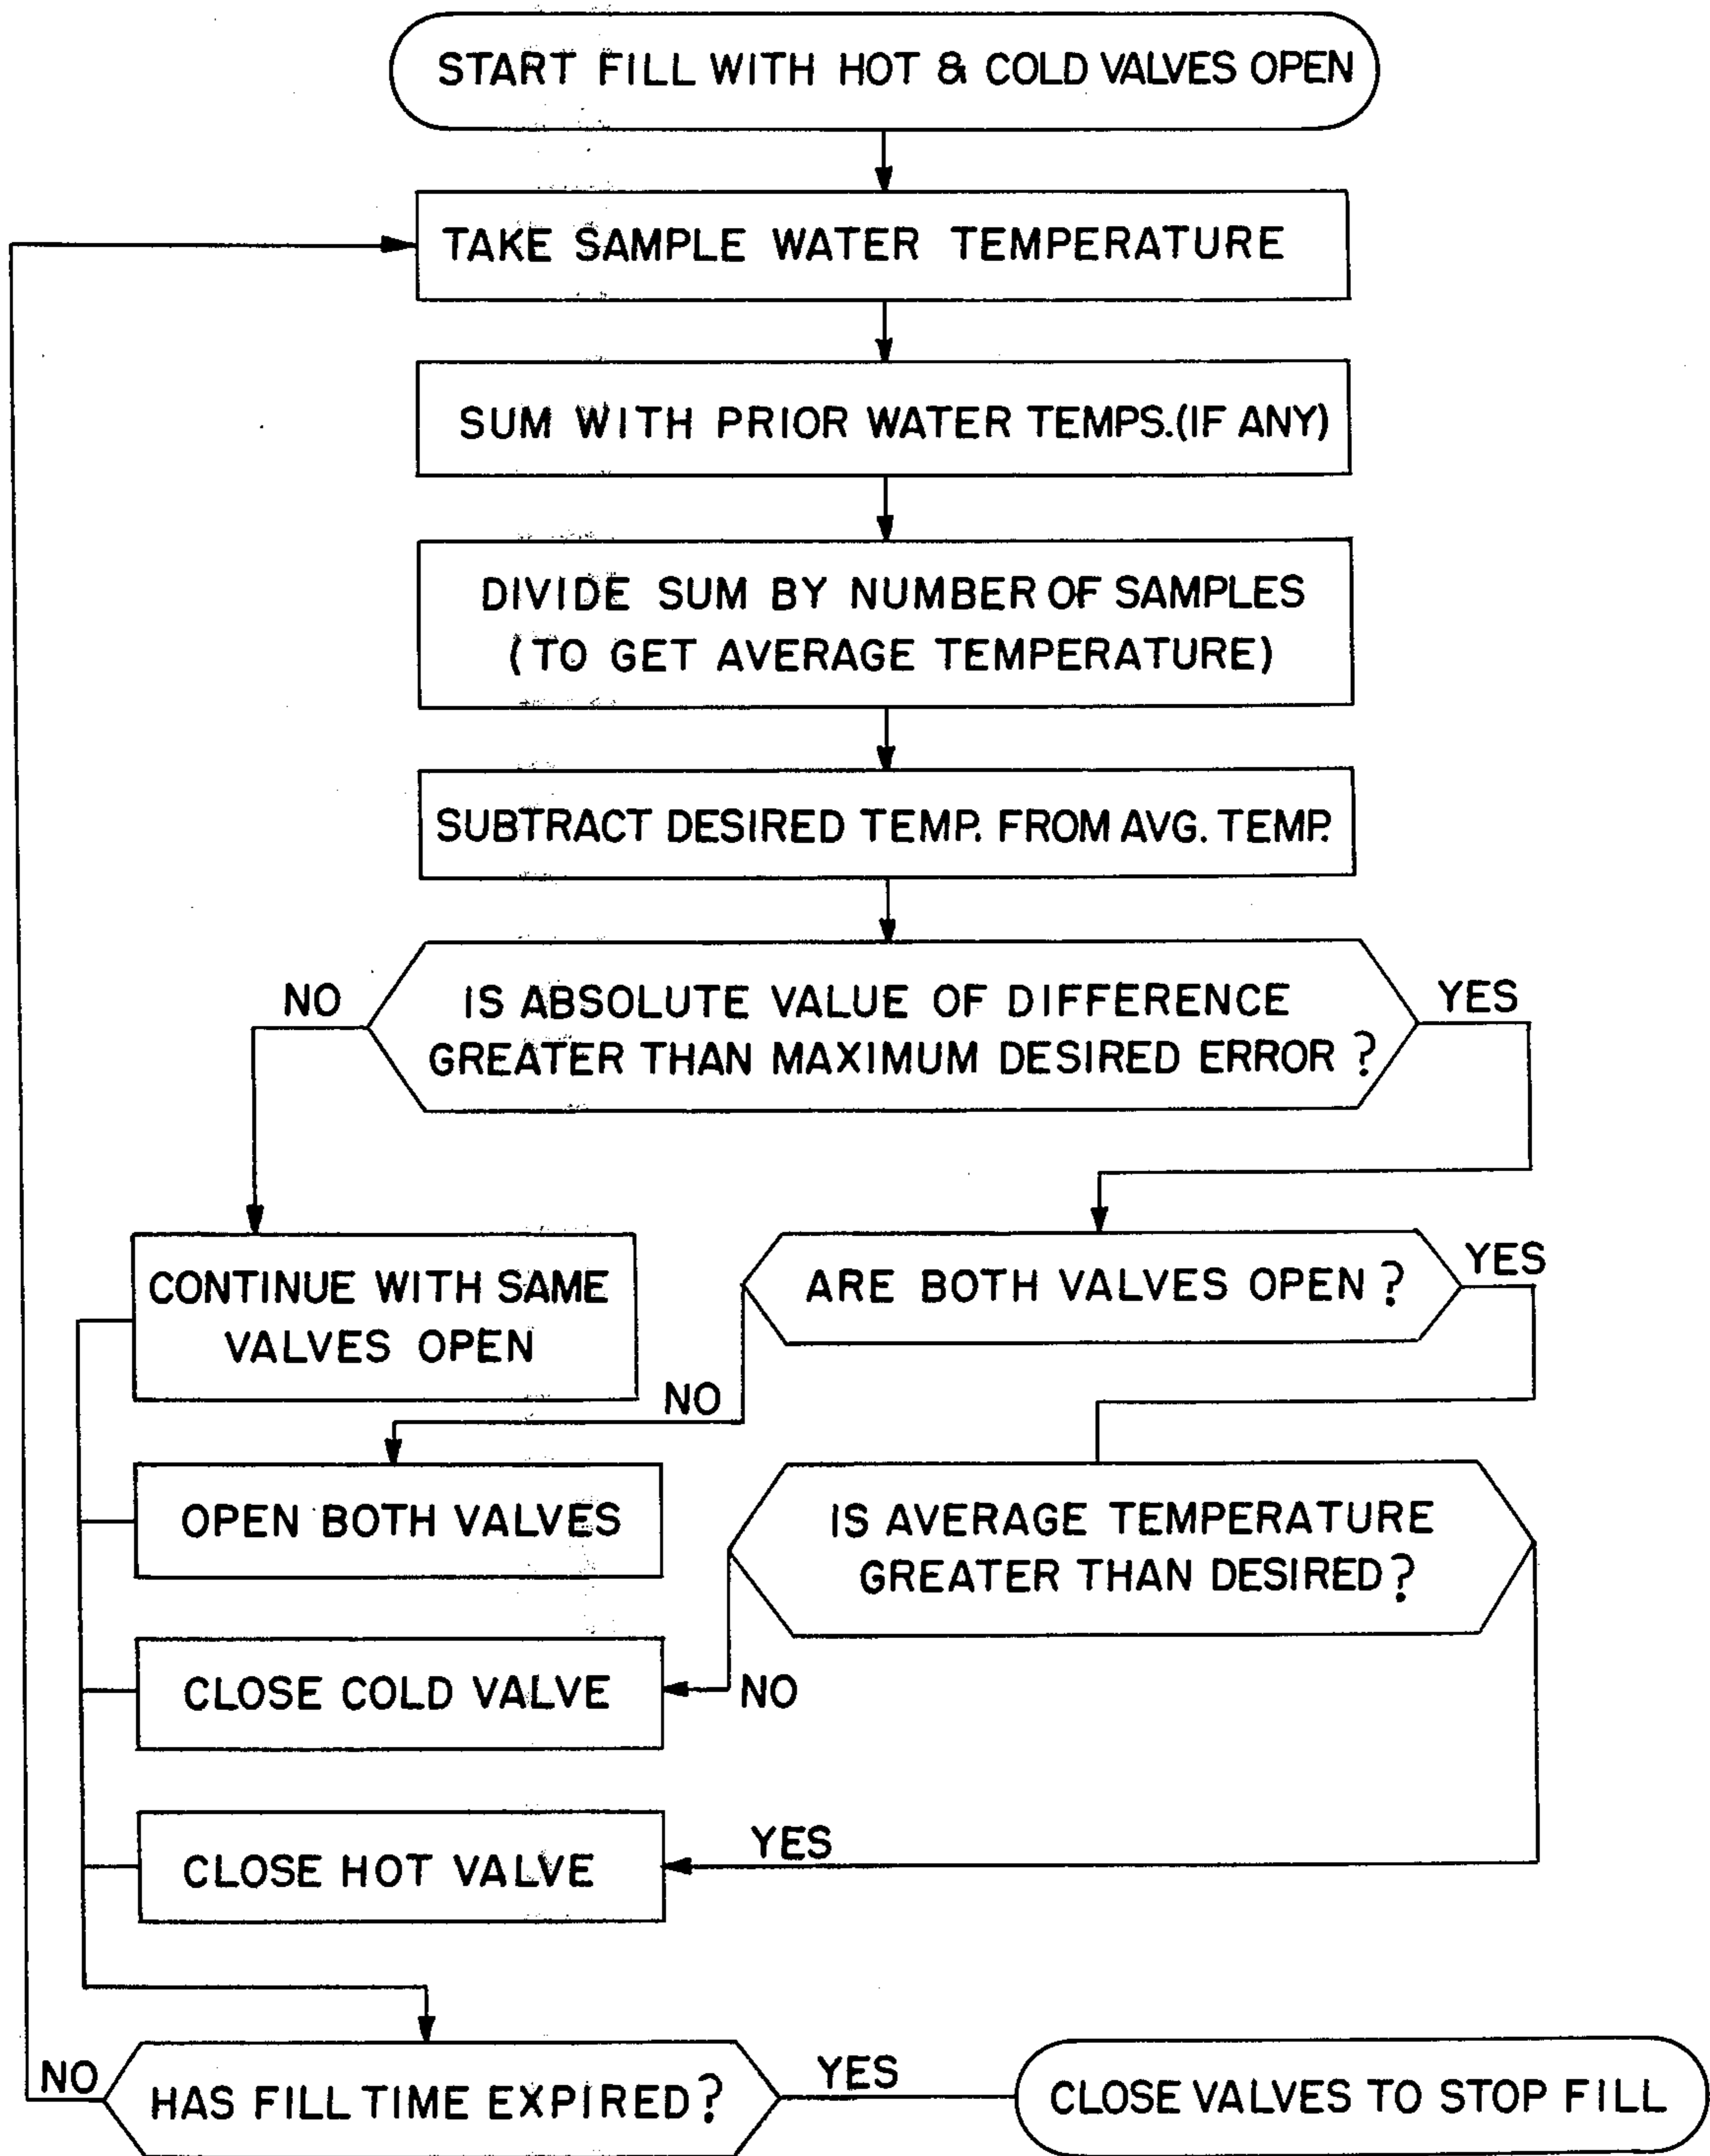 START FILL WITH HOT & COLD VALVES OPEN
TAKE SAMPLE WATER TEMPERATURE
SUM WITH PRIOR WATER TEMPS.(IF ANY)
DIVIDE SUM BY NUMBER OF SAMPLES
(TO GET AVERAGE TEMPERATURE)
SUBTRACT DESIRED TEMP. FROM AVG. TEMP.
NO
IS ABSOLUTE VALUE OF DIFFERENCE
GREATER THAN MAXIMUM DESIRED ERROR ?
YES
CONTINUE WITH SAME
VALVES OPEN
ARE BOTH VALVES OPEN ?
YES
NO
OPEN BOTH VALVES
IS AVERAGE TEMPERATURE
GREATER THAN DESIRED ?
CLOSE COLD VALVE
NO
CLOSE HOT VALVE
YES
NO
HAS FILL TIME EXPIRED ?
YES
CLOSE VALVES TO STOP FILL